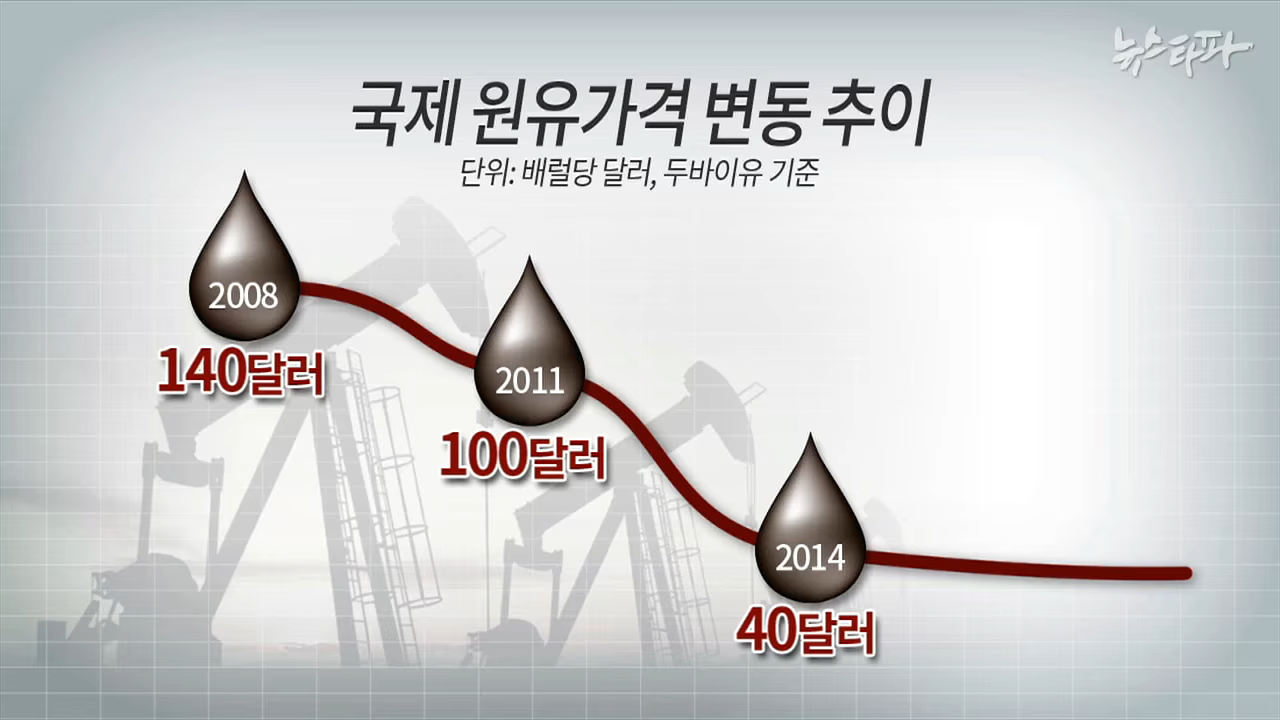 뉴스타파
국제 원유가격 변동 추이
단위: 배럴당 달러, 두바이유 기준
2008
140달러
2011
100달러
2014
40달러